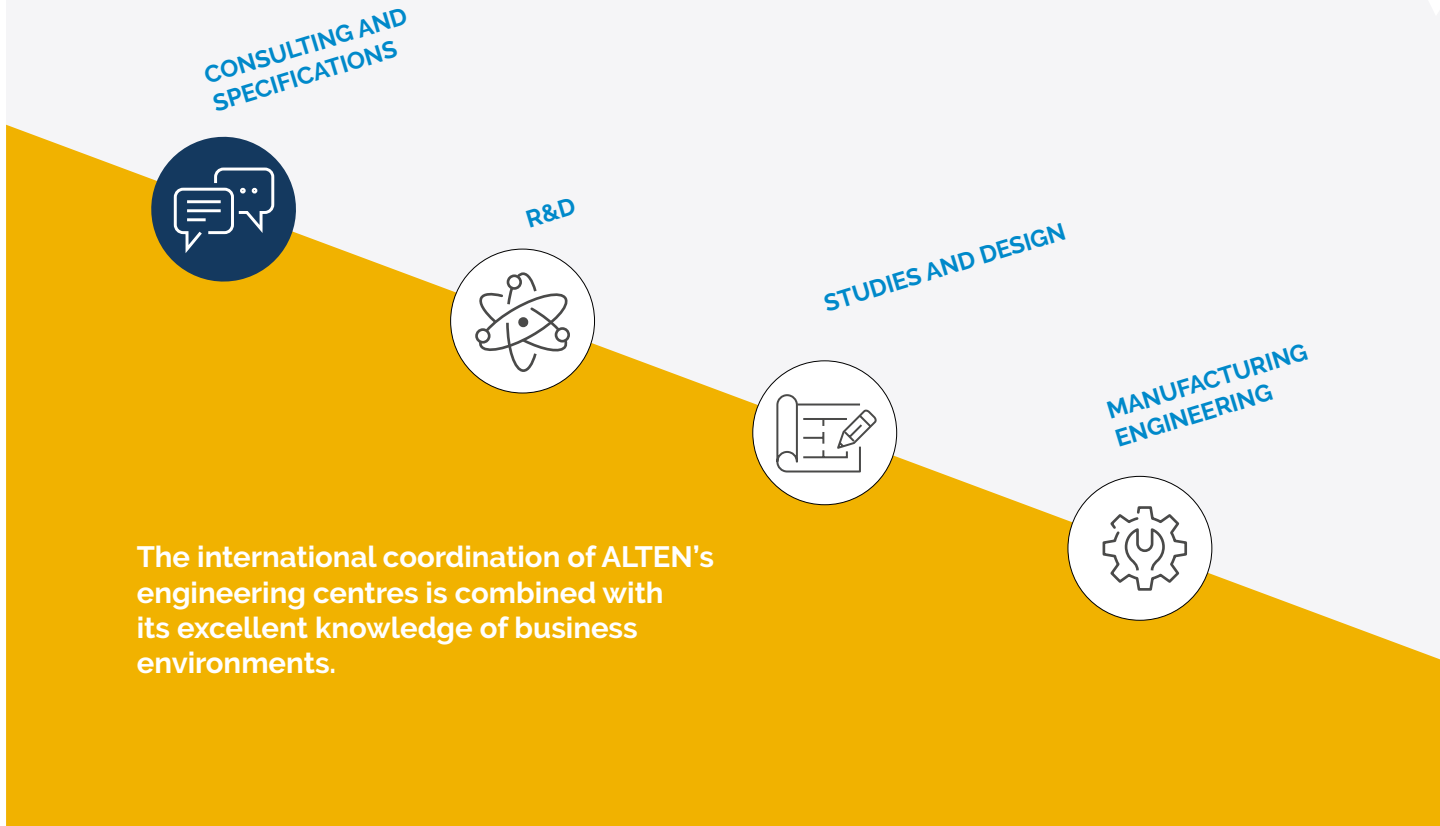 CONSULTING AND
SPECIFICATIONS
R&D
STUDIES AND DESIGN
MANUFACTURING
ENGINEERING
The international coordination of ALTEN’s
engineering centres is combined with
its excellent knowledge of business
environments.